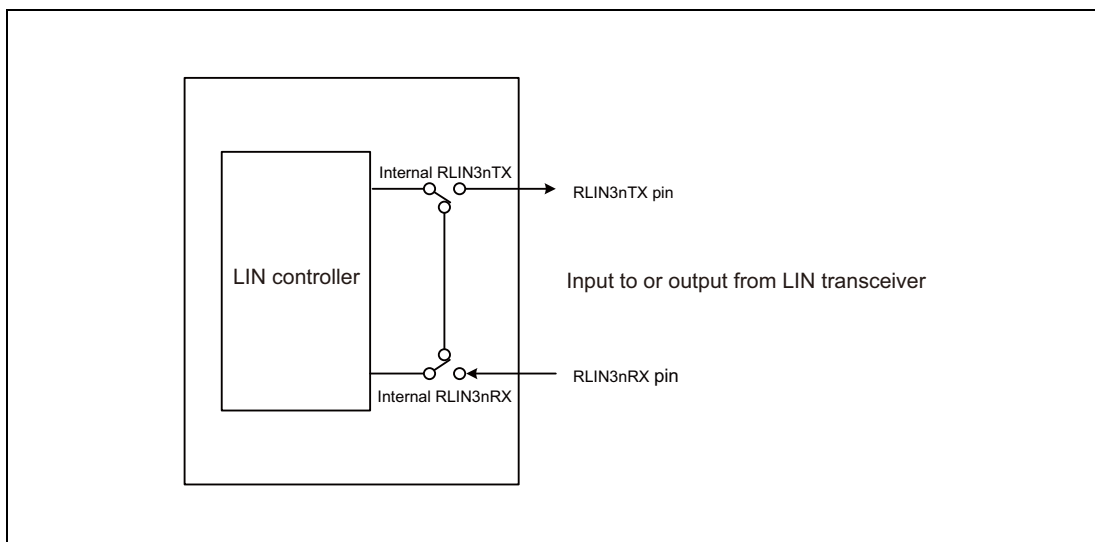 Internal RLIN3nTX
RLIN3nTX pin
LIN controller
Input to or output from LIN transceiver
RLIN3nRX pin
Internal RLIN3nRX